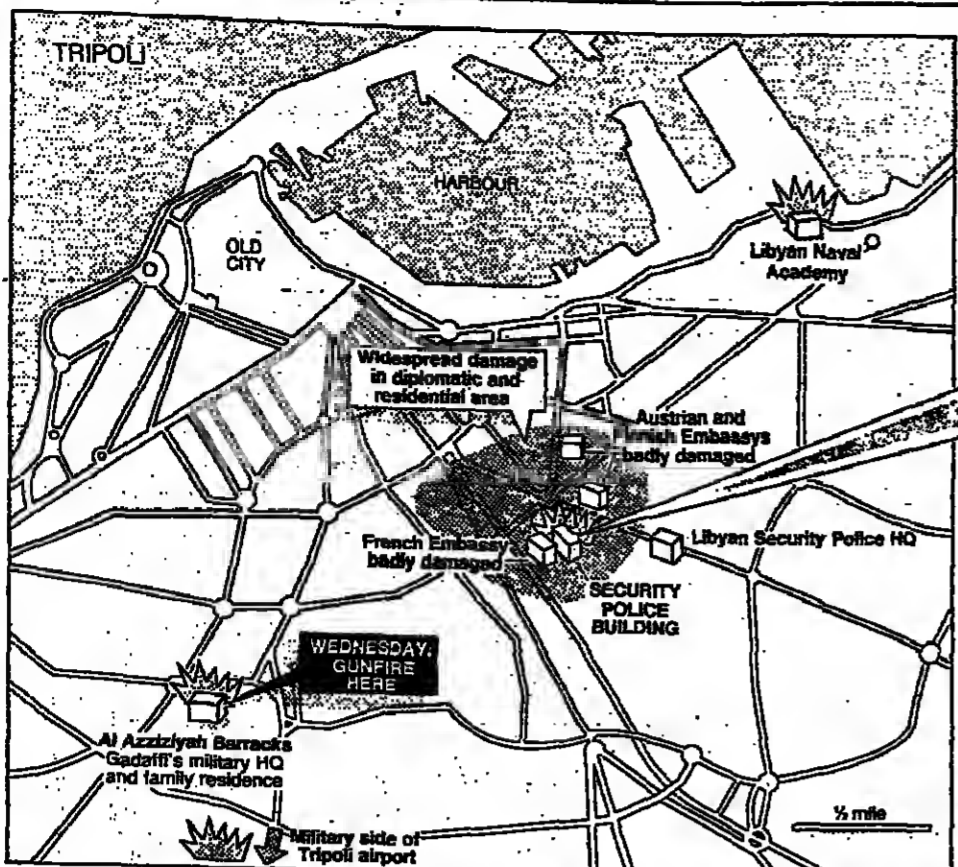 TRIPOLI
HARBOUR
OLD
CITY
Libyan Naval
Academy
Widespread damage
in diplomatic and
residential area
Austrian and
Finnish Embassys
badly damaged
French Embassy
badly damaged
Libyan Security Police HQ
SECURITY
POLICE
BUILDING
WEDNESDAY:
GUNFIRE
HERE
Al Azziziyah Barracks
Gadaffi's military HQ
and family residence
½ mile
Military side of
Tripoli airport